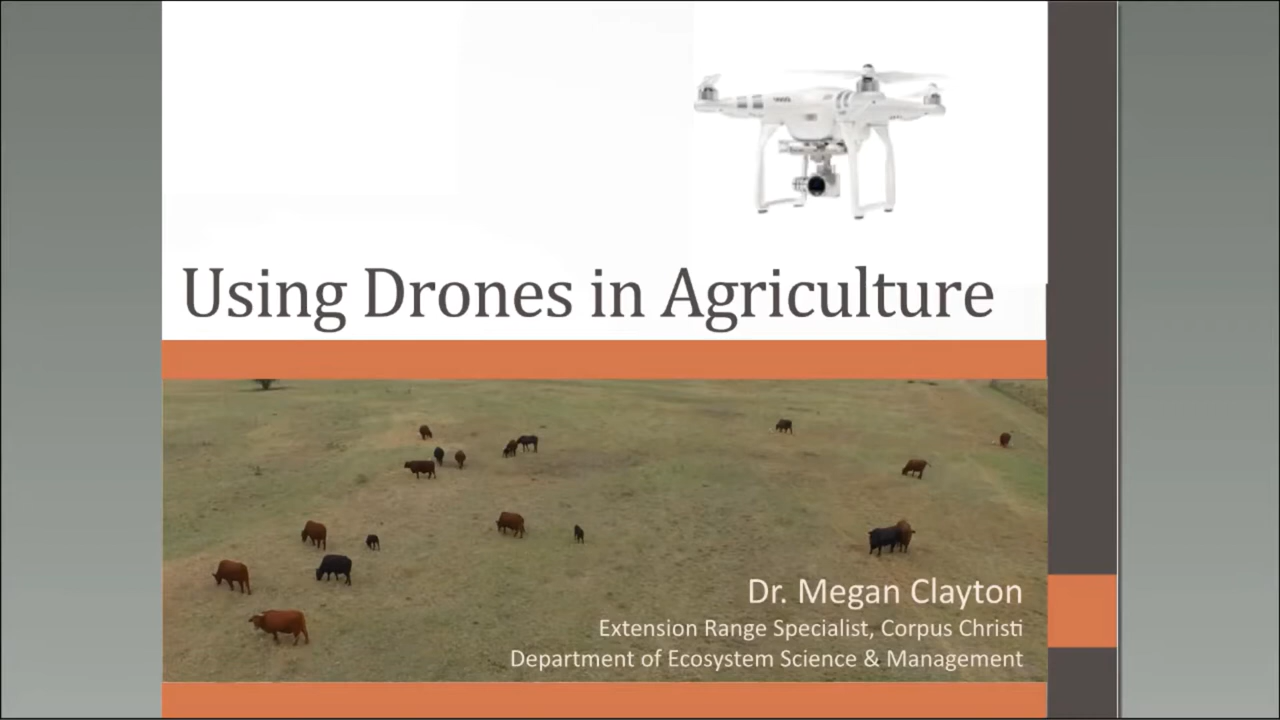 Using Drones in Agriculture
Dr. Megan Clayton
Extension Range Specialist, Corpus Christi
Department of Ecosystem Science & Management